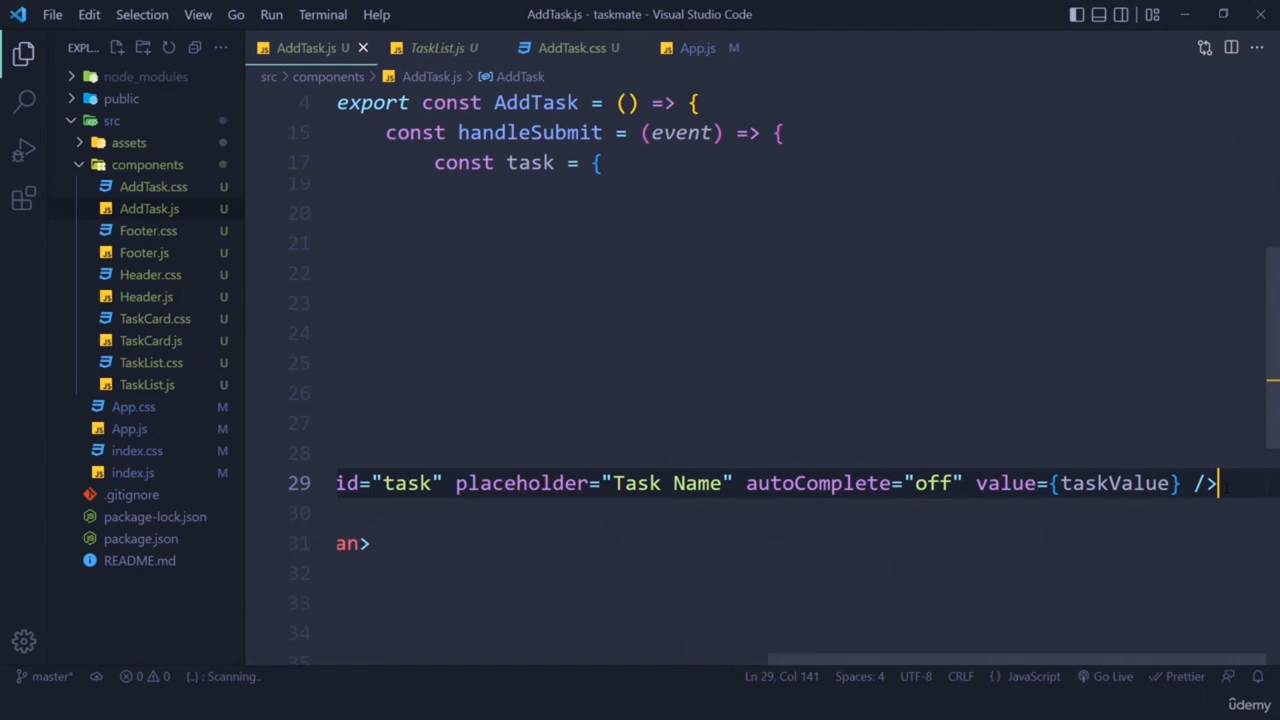 File Edit Selection View Go Run Terminal Help AddTask.js - taskmate - Visual Studio Code
EXPL... AddTask.js U TaskList.js U AddTask.css U App.js M
node_modules
public
src
assets
components
AddTask.css U
AddTask.js U
Footer.css U
Footer.js U
Header.css U
Header.js U
TaskCard.css U
TaskCard.js U
TaskList.css U
TaskList.js U
App.css M
App.js M
index.css M
index.js M
.gitignore
package-lock.json
package.json
README.md
src > components > AddTask.js > AddTask
4 export const AddTask = () => {
15 const handleSubmit = (event) => {
17 const task = {
19
20
21
22
23
24
25
26
27
28
29 id="task" placeholder="Task Name" autoComplete="off" value={taskValue} />
30
31 an>
32
33
34
35
master* 0 0 {..} : Scanning.. Ln 29, Col 141 Spaces: 4 UTF-8 CRLF { } JavaScript Go Live Prettier
ûdemy